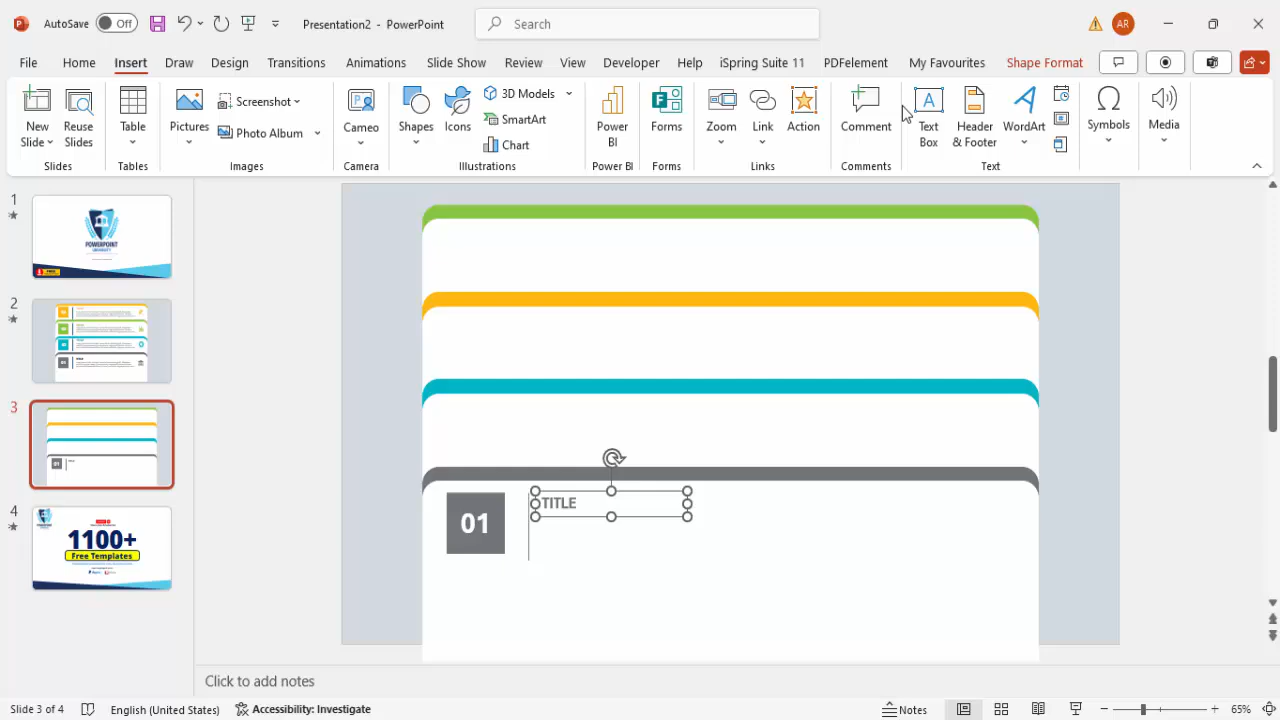 AutoSave Off Presentation2 - PowerPoint Search AR
File Home Insert Draw Design Transitions Animations Slide Show Review View Developer Help iSpring Suite 11 PDFelement My Favourites Shape Format
New Slide
Reuse Slides
Slides
Table
Tables
Pictures
Screenshot
Photo Album
Images
Cameo
Camera
Shapes
Icons
3D Models
SmartArt
Chart
Illustrations
Power BI
Power BI
Forms
Forms
Zoom
Link
Action
Links
Comment
Comments
Text Box
Header & Footer
WordArt
Text
Symbols
Media
1
POWERPOINT
UNIVERSITY
2
3
01
4
1100+
Free Templates
01
TITLE
Click to add notes
Slide 3 of 4 English (United States) Accessibility: Investigate Notes 65%